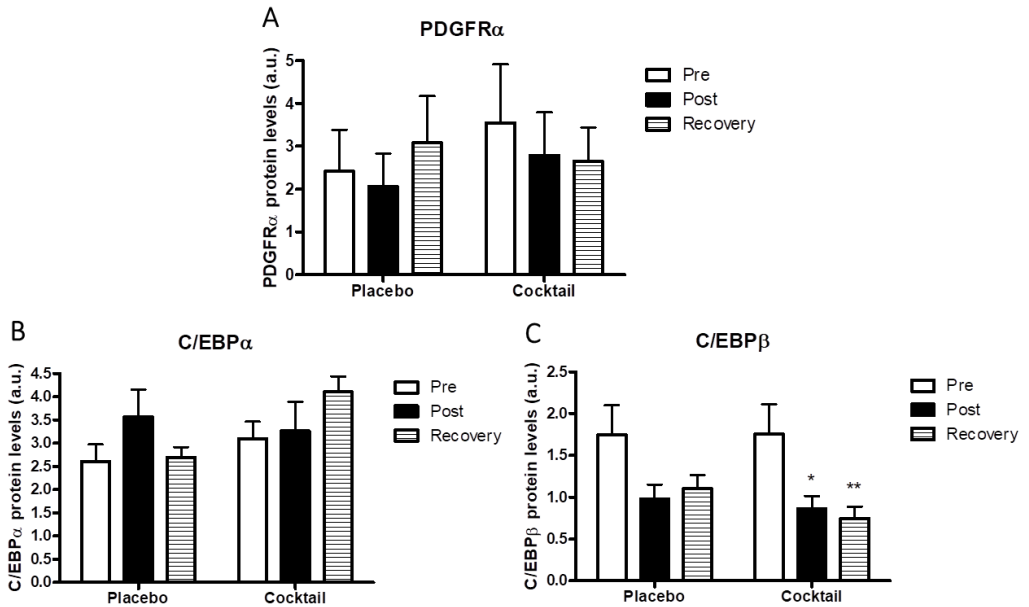 A
PDGFRα
PDGFRα protein levels (a.u.)
5
4
3
2
1
0
Placebo
Cocktail
Pre
Post
Recovery
B
C/EBPα
C/EBPα protein levels (a.u.)
4.5
4.0
3.5
3.0
2.5
2.0
1.5
1.0
0.5
0.0
Placebo
Cocktail
Pre
Post
Recovery
C
C/EBPβ
C/EBPβ protein levels (a.u.)
2.5
2.0
1.5
1.0
0.5
0.0
*
**
Placebo
Cocktail
Pre
Post
Recovery